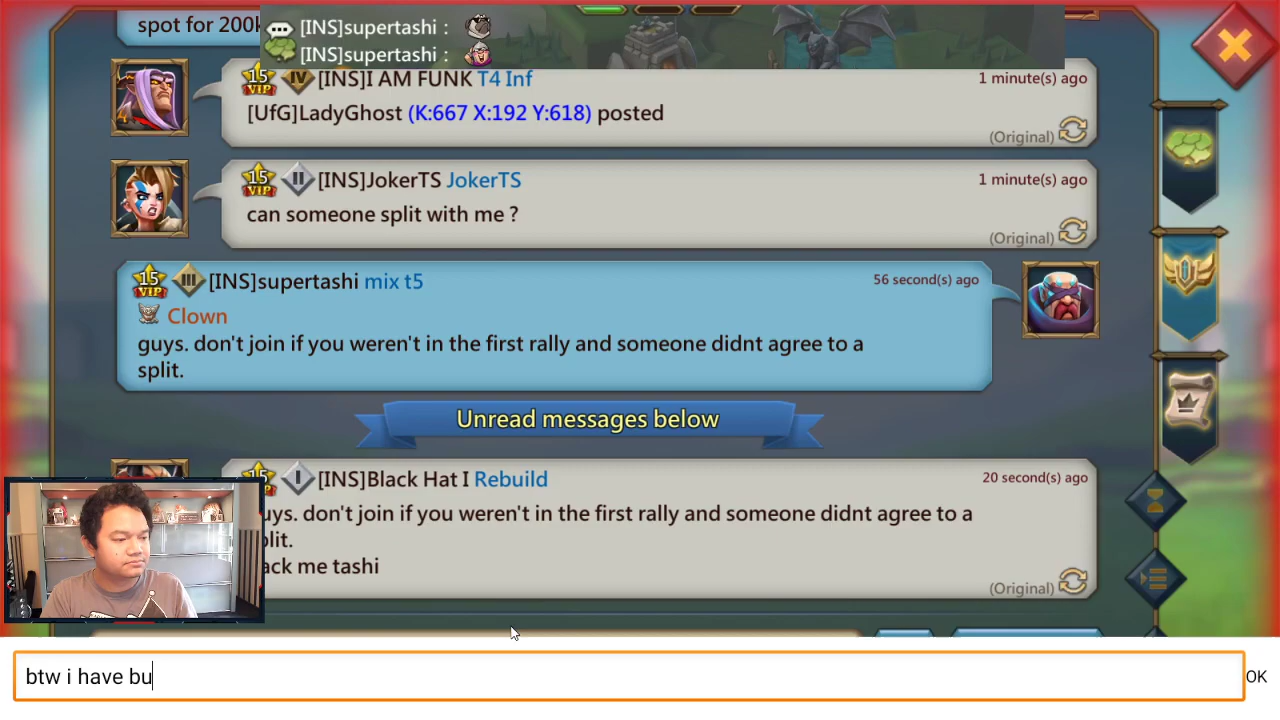 spot for 200k
[INS]supertashi :
[INS]supertashi :
15 VIP IV [INS]I AM FUNK T4 Inf
1 minute(s) ago
[UfG]LadyGhost (K:667 X:192 Y:618) posted
(Original)
15 VIP II [INS]JokerTS JokerTS
1 minute(s) ago
can someone split with me ?
(Original)
15 VIP III [INS]supertashi mix t5
56 second(s) ago
Clown
guys. don't join if you weren't in the first rally and someone didnt agree to a
split.
Unread messages below
15 I [INS]Black Hat I Rebuild
20 second(s) ago
uys. don't join if you weren't in the first rally and someone didnt agree to a
lit.
ack me tashi
(Original)
btw i have bu
OK